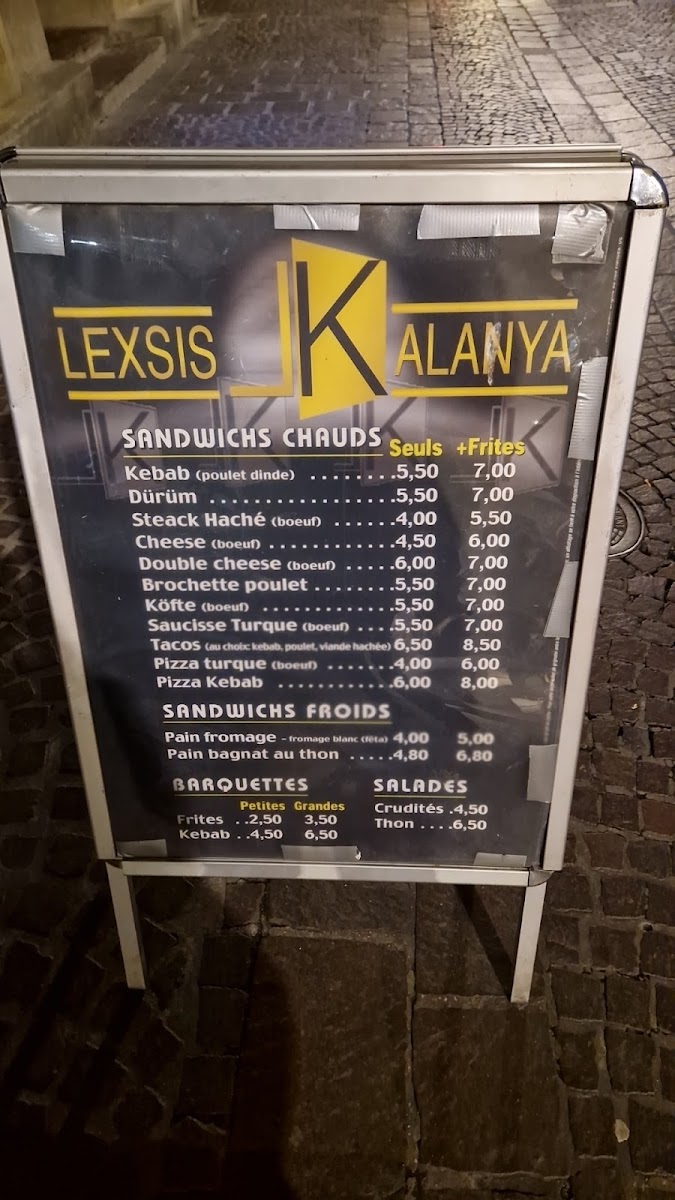 LEXSIS LK ALANYA
SANDWICHS CHAUDS Seuls +Frites
Kebab (poulet dinde) ........5,50 7,00
Dürüm ..................5,50 7,00
Steack Haché (boeuf) ......4,00 5,50
Cheese (boeuf) .............4,50 6,00
Double cheese (boeuf) .....6,00 7,00
Brochette poulet ........5,50 7,00
Köfte (boeuf) ..............5,50 7,00
Saucisse Turque (boeuf) ....5,50 7,00
Tacos (au choix: kebab, poulet, viande hachée) 6,50 8,50
Pizza turque (boeuf) .......4,00 6,00
Pizza Kebab ............6,00 8,00
SANDWICHS FROIDS
Pain fromage - fromage blanc (fêta) 4,00 5,00
Pain bagnat au thon .....4,80 6,80
BARQUETTES
Petites Grandes
Frites ..2,50 3,50
Kebab ..4,50 6,50
SALADES
Crudités .4,50
Thon ....6,50